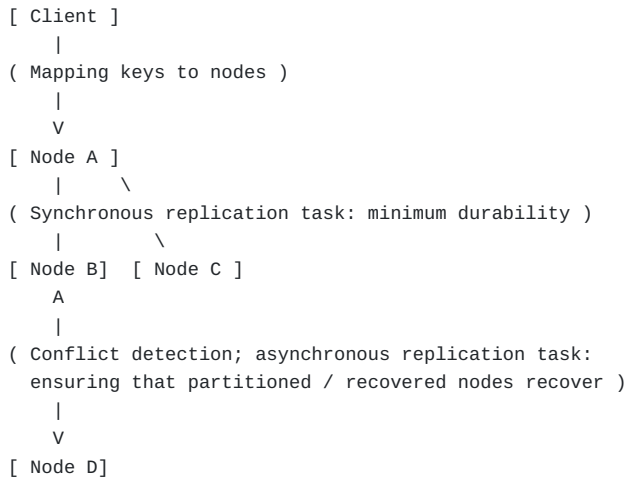 [ Client ]
|
( Mapping keys to nodes )
|
V
[ Node A ]
| \
( Synchronous replication task: minimum durability )
| \
[ Node B] [ Node C ]
A
|
( Conflict detection; asynchronous replication task:
ensuring that partitioned / recovered nodes recover )
|
V
[ Node D]